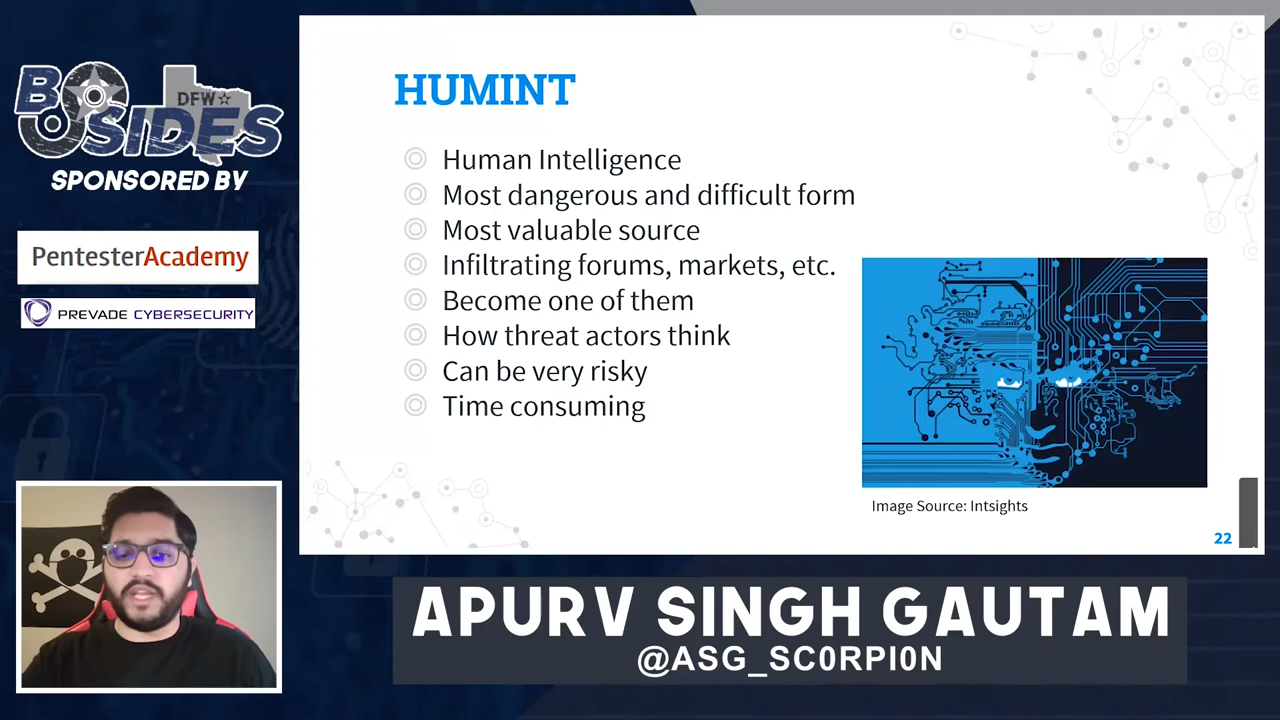 BSIDES
DFW
SPONSORED BY
PentesterAcademy
PREVADE CYBERSECURITY
HUMINT
Human Intelligence
Most dangerous and difficult form
Most valuable source
Infiltrating forums, markets, etc.
Become one of them
How threat actors think
Can be very risky
Time consuming
Image Source: Intsights
22
APURV SINGH GAUTAM
@ASG_SC0RPI0N